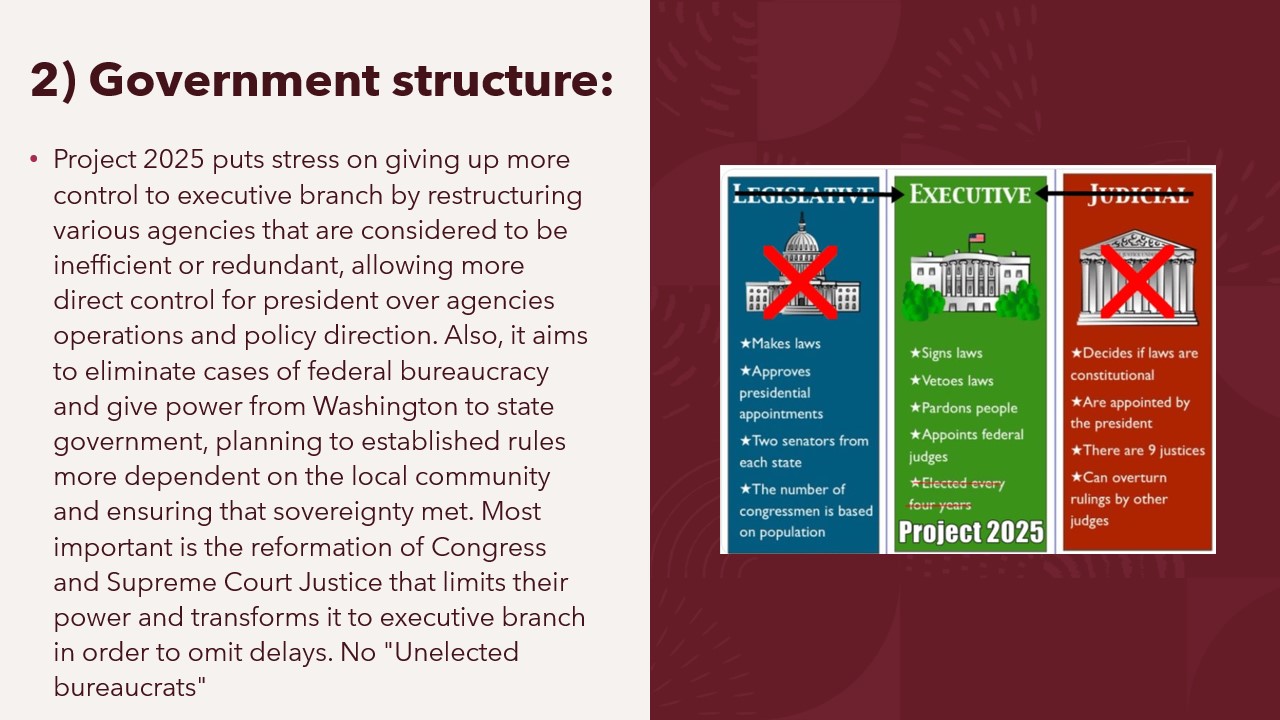 2) Government structure:
• Project 2025 puts stress on giving up more
control to executive branch by restructuring
various agencies that are considered to be
inefficient or redundant, allowing more
direct control for president over agencies
operations and policy direction. Also, it aims
to eliminate cases of federal bureaucracy
and give power from Washington to state
government, planning to established rules
more dependent on the local community
and ensuring that sovereignty met. Most
important is the reformation of Congress
and Supreme Court Justice that limits their
power and transforms it to executive branch
in order to omit delays. No "Unelected
bureaucrats"
LEGISLATIVE
★Makes laws
★Approves
presidential
appointments
★Two senators from
each state
★The number of
congressmen is based
on population
EXECUTIVE
★Signs laws
★Vetoes laws
★Pardons people
★Appoints federal
judges
★Elected every
four years
Project 2025
JUDICIAL
★Decides if laws are
constitutional
★Are appointed by
the president
★There are 9 justices
★Can overturn
rulings by other
judges